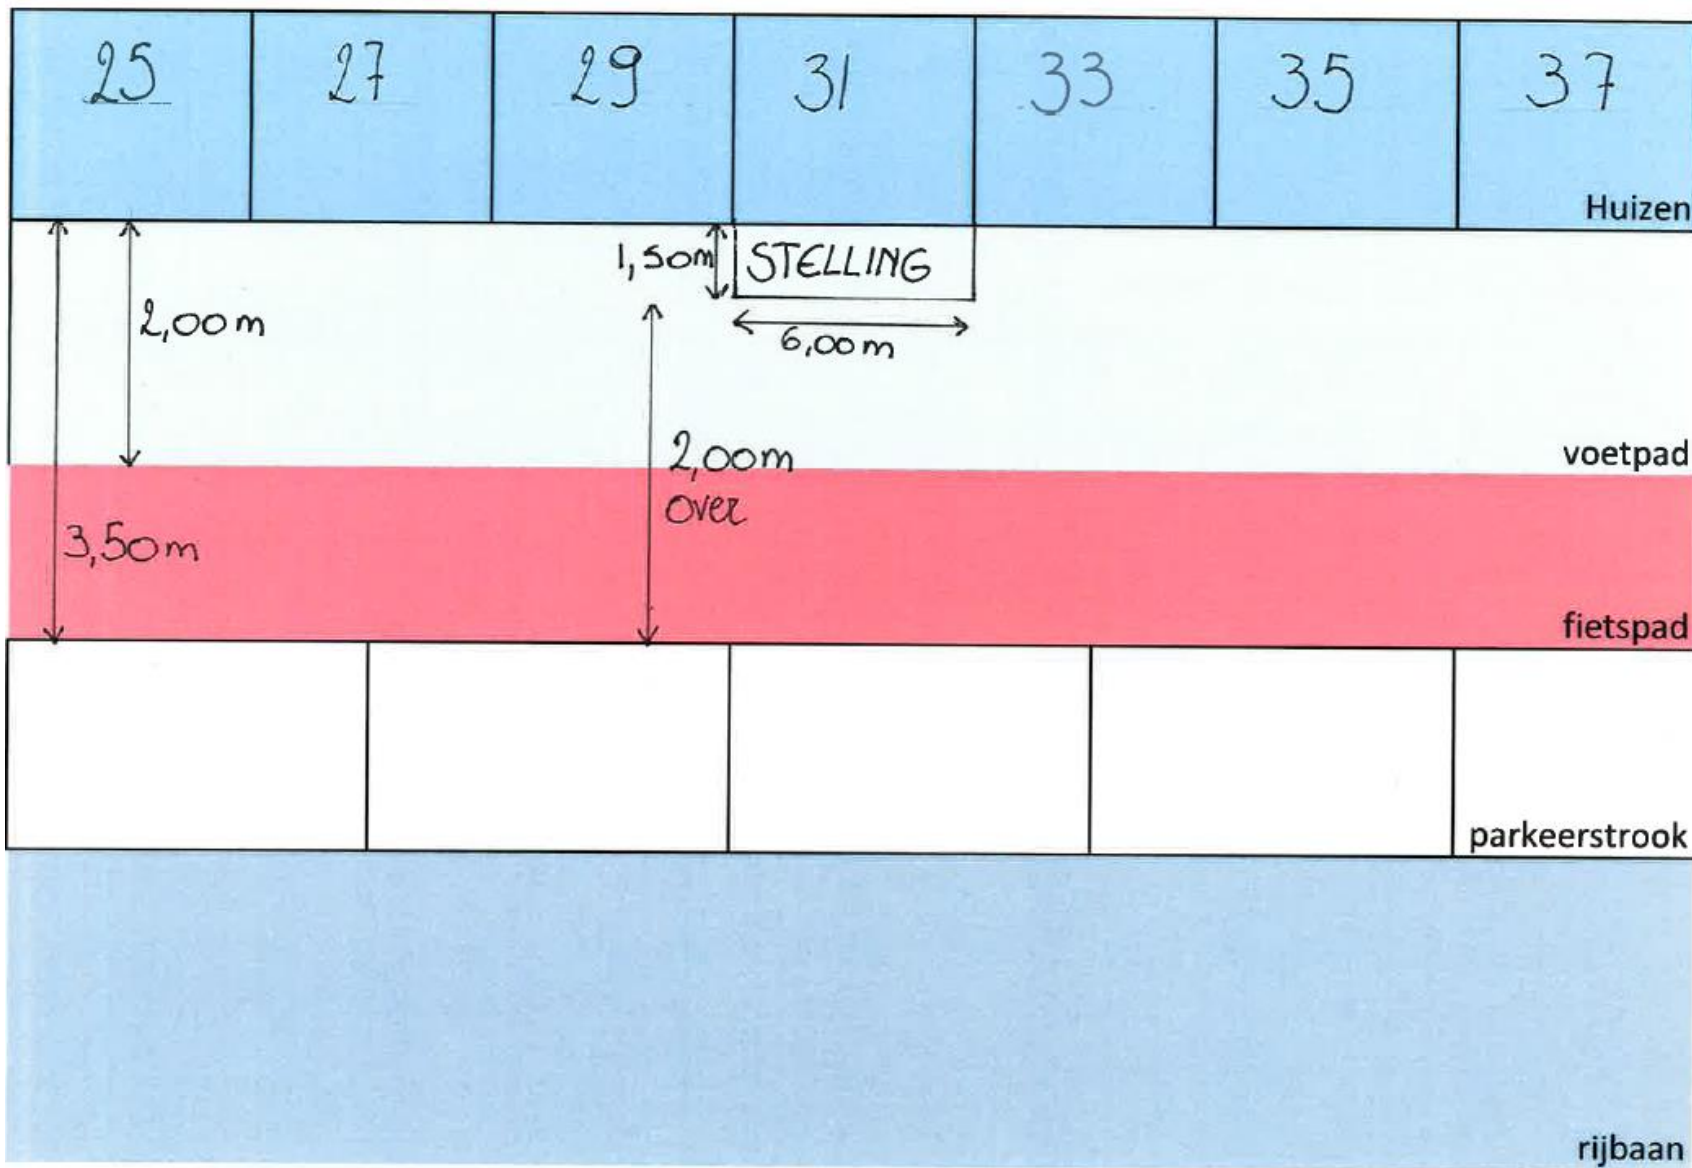 25 27 29 31 33 35 37
Huizen
1,50m STELLING
2,00m
6,00m
2,00m
over
voetpad
3,50m
fietspad
parkeerstrook
rijbaan